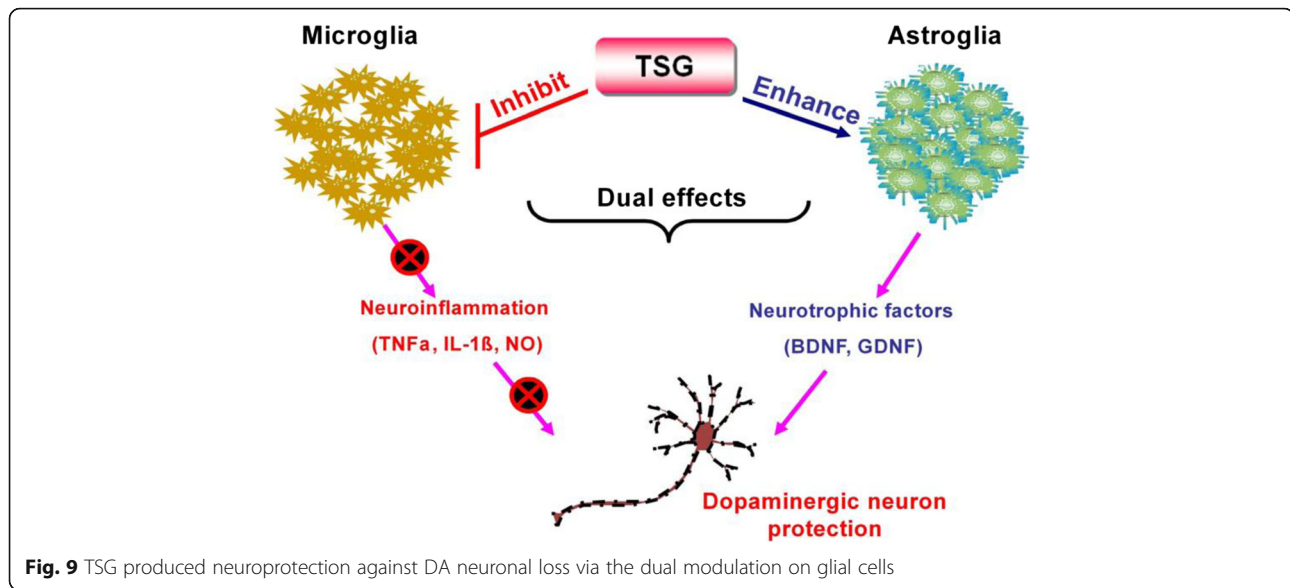 Microglia
TSG
Astroglia
Inhibit
Enhance
Dual effects
Neuroinflammation
(TNFa, IL-1ß, NO)
Neurotrophic factors
(BDNF, GDNF)
Dopaminergic neuron
protection
Fig. 9 TSG produced neuroprotection against DA neuronal loss via the dual modulation on glial cells